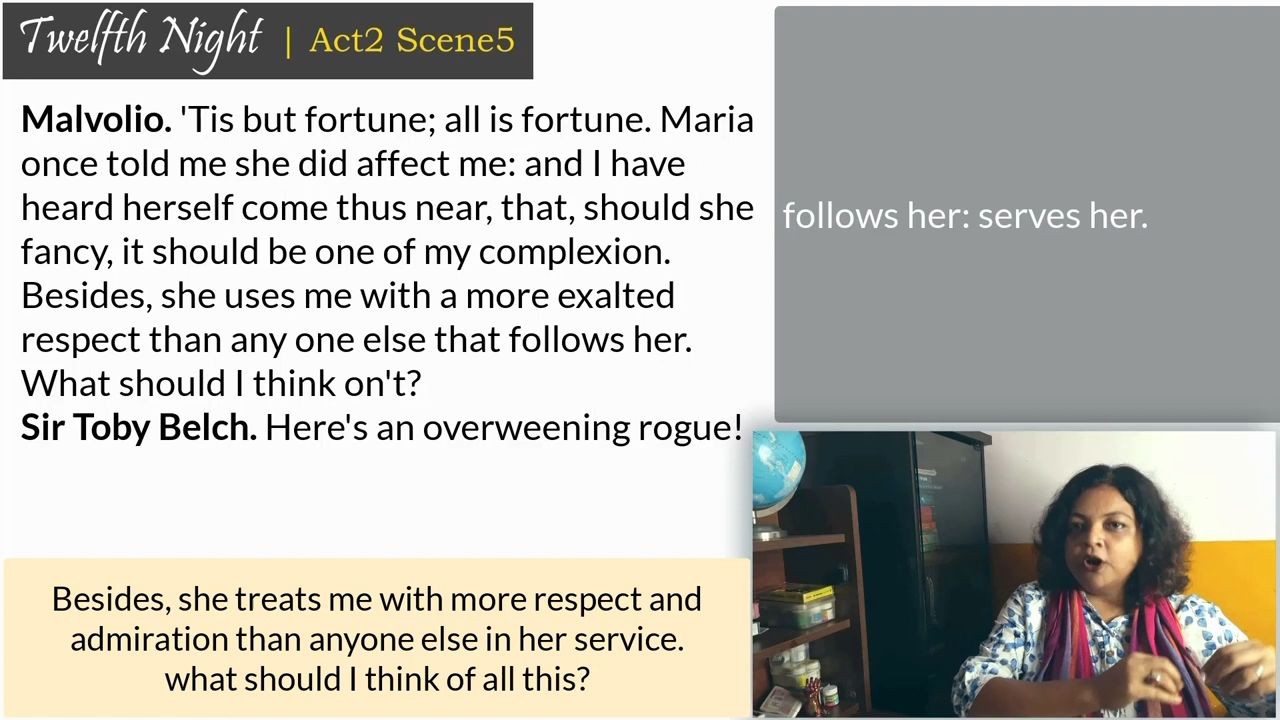 Twelfth Night | Act2 Scene5
Malvolio. 'Tis but fortune; all is fortune. Maria
once told me she did affect me: and I have
heard herself come thus near, that, should she
fancy, it should be one of my complexion.
Besides, she uses me with a more exalted
respect than any one else that follows her.
What should I think on't?
Sir Toby Belch. Here's an overweening rogue!
follows her: serves her.
Besides, she treats me with more respect and
admiration than anyone else in her service.
what should I think of all this?